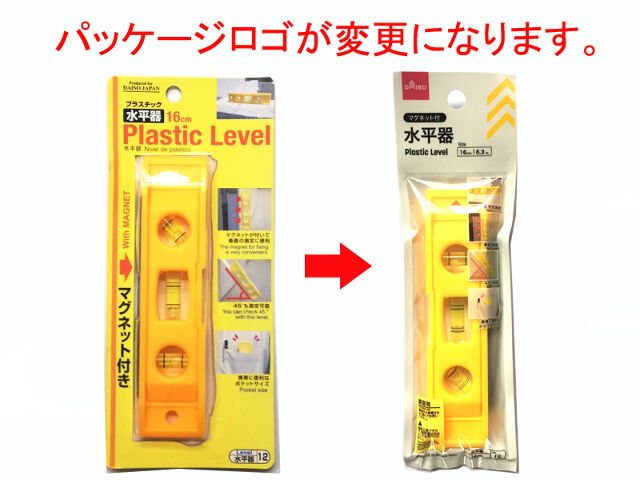 パッケージロゴが変更になります。
Produced for
DAISO JAPAN
プラスチック
水平器 16cm
Plastic Level
水平器 Nivel de plastico
With MAGNET
マグネット付き
マグネットが付いて
垂直の測定に便利
The magnet for fixing
is very convenient.
45°も測定可能
You can check 45°
with this level.
携帯に便利な
ポケットサイズ
Pocket size.
Level
水平器
12
DAISO
マグネット付
水平器
Plastic Level
Size
16cm 6.3 in.
水平器
Level